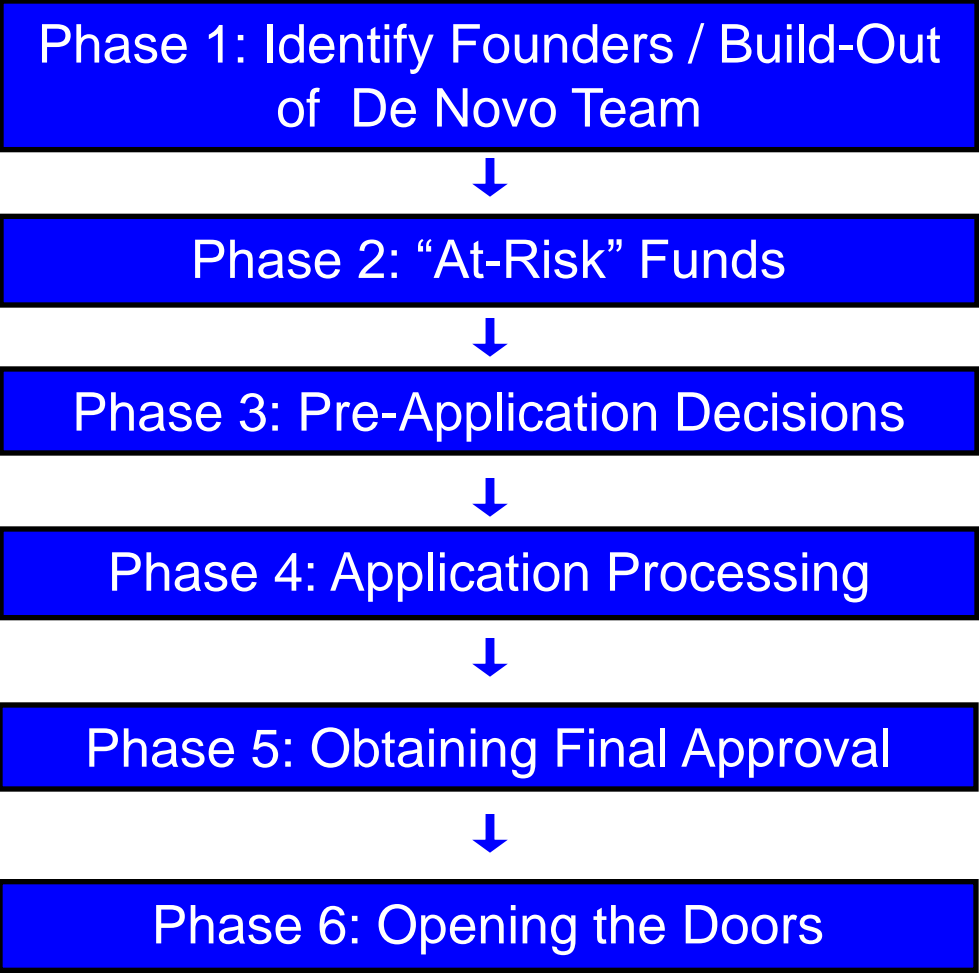 Phase 1: Identify Founders / Build-Out
of De Novo Team
Phase 2: “At-Risk” Funds
Phase 3: Pre-Application Decisions
Phase 4: Application Processing
Phase 5: Obtaining Final Approval
Phase 6: Opening the Doors